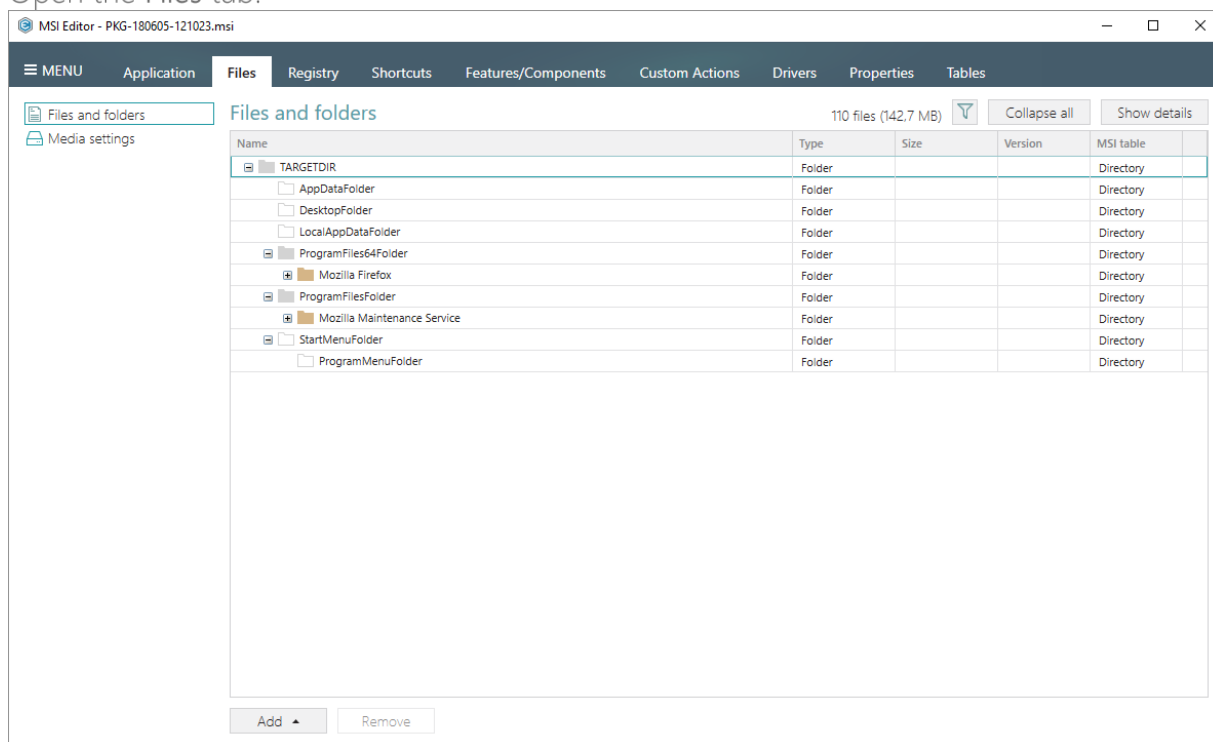 Open the Files tab.
MSI Editor - PKG-180605-121023.msi
MENU Application Files Registry Shortcuts Features/Components Custom Actions Drivers Properties Tables
Files and folders
Media settings
Files and folders 110 files (142,7 MB) Collapse all Show details
Name Type Size Version MSI table
TARGETDIR Folder Directory
AppDataFolder Folder Directory
DesktopFolder Folder Directory
LocalAppDataFolder Folder Directory
ProgramFiles64Folder Folder Directory
Mozilla Firefox Folder Directory
ProgramFilesFolder Folder Directory
Mozilla Maintenance Service Folder Directory
StartMenuFolder Folder Directory
ProgramMenuFolder Folder Directory
Add Remove